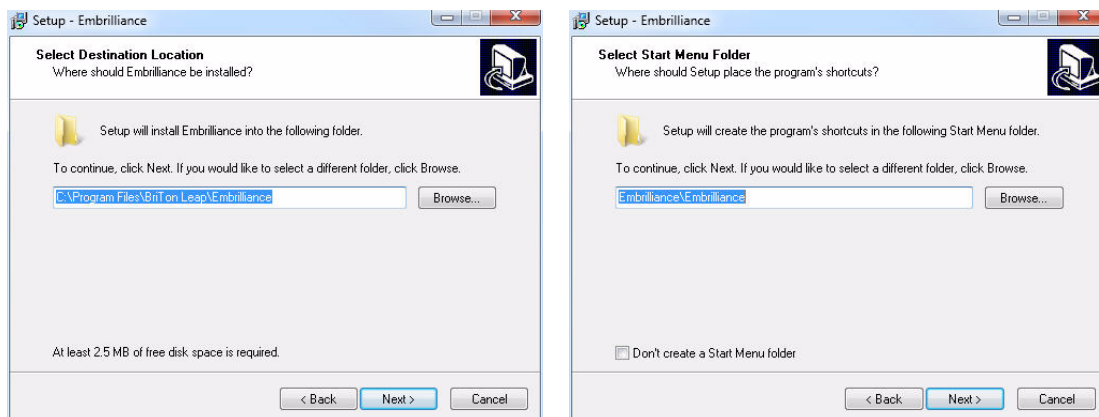 Setup - Embrilliance
Select Destination Location
Where should Embrilliance be installed?
Setup will install Embrilliance into the following folder.
To continue, click Next. If you would like to select a different folder, click Browse.
C:\Program Files\BriTon Leap\Embrilliance
Browse...
At least 2.5 MB of free disk space is required.
< Back
Next >
Cancel
Setup - Embrilliance
Select Start Menu Folder
Where should Setup place the program's shortcuts?
Setup will create the program's shortcuts in the following Start Menu folder.
To continue, click Next. If you would like to select a different folder, click Browse.
Embrilliance\Embrilliance
Browse...
Don't create a Start Menu folder
< Back
Next >
Cancel